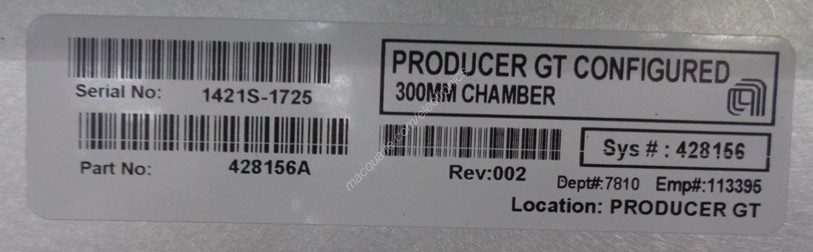 Serial No: 1421S-1725
Part No: 428156A
PRODUCER GT CONFIGURED
300MM CHAMBER
Rev:002
Sys # : 428156
Dept#:7810 Emp#:113395
Location: PRODUCER GT